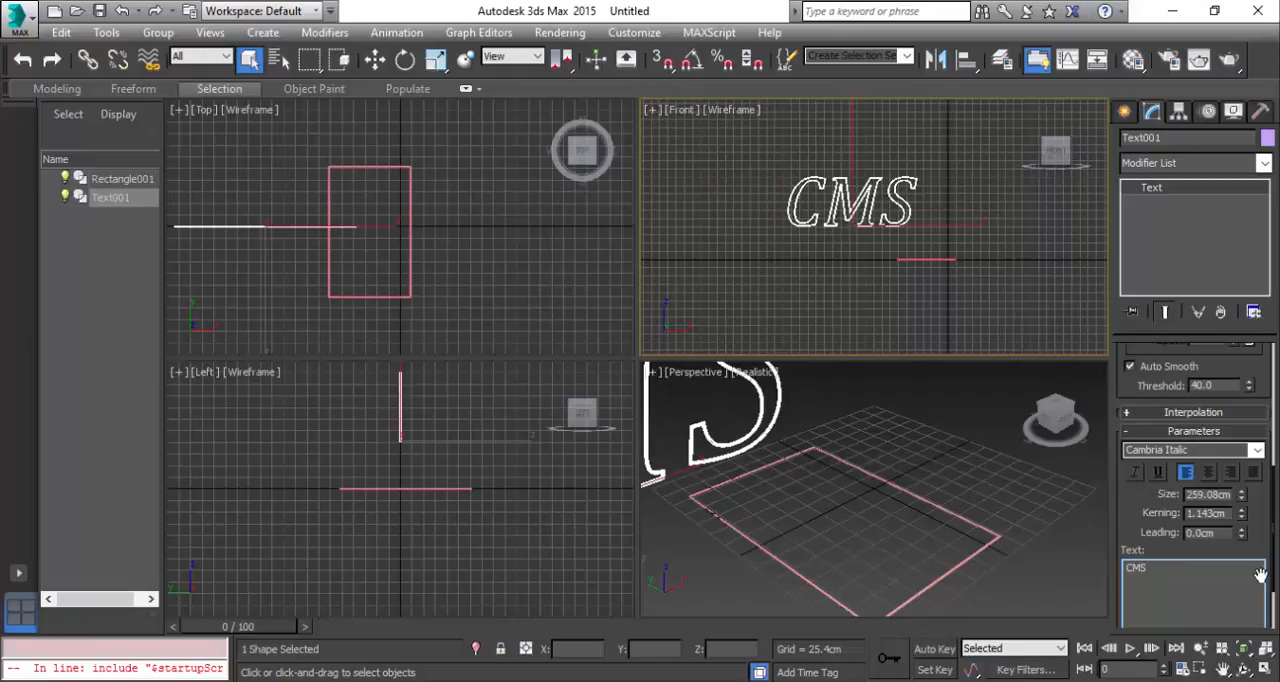 MAX
Workspace: Default
Autodesk 3ds Max 2015 Untitled
Type a keyword or phrase
Edit Tools Group Views Create Modifiers Animation Graph Editors Rendering Customize MAXScript Help
All
View
Create Selection Se
Modeling Freeform Selection Object Paint Populate
Select Display
Name
Rectangle001
Text001
[+] [Top] [Wireframe]
TOP
[+] [Front] [Wireframe]
FRONT
CMS
[+] [Left] [Wireframe]
LEFT
[+] [Perspective] [Realistic]
Text001
Modifier List
Text
Auto Smooth
Threshold: 40.0
+ Interpolation
- Parameters
Cambria Italic
Size: 259.08cm
Kerning: 1.143cm
Leading: 0.0cm
Text:
CMS
0 / 100
-- In line: include "$startupScr
1 Shape Selected
X: Y: Z:
Grid = 25.4cm
Click or click-and-drag to select objects
Add Time Tag
Auto Key Selected
Set Key Key Filters...
0